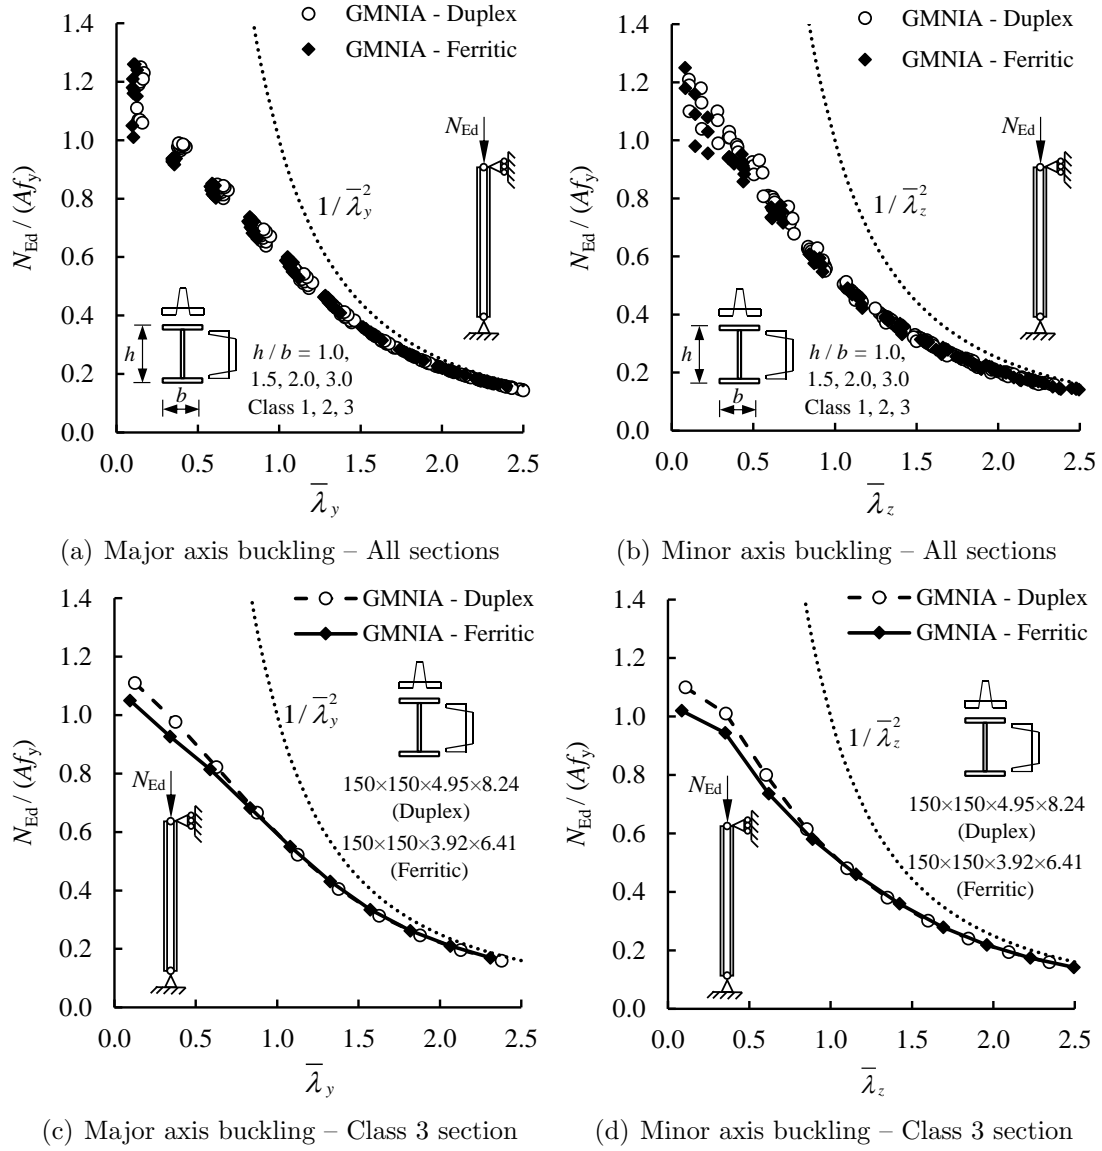 GMNIA - Duplex
GMNIA - Ferritic
1.4
1.2
1.0
0.8
0.6
0.4
0.2
0.0
N_Ed / (Af_y)
N_Ed
1/ λ̅_y^2
h
b
h / b = 1.0,
1.5, 2.0, 3.0
Class 1, 2, 3
0.0 0.5 1.0 1.5 2.0 2.5
λ̅_y
(a) Major axis buckling – All sections
GMNIA - Duplex
GMNIA - Ferritic
1.4
1.2
1.0
0.8
0.6
0.4
0.2
0.0
N_Ed / (Af_y)
N_Ed
1/ λ̅_z^2
h
b
h / b = 1.0,
1.5, 2.0, 3.0
Class 1, 2, 3
0.0 0.5 1.0 1.5 2.0 2.5
λ̅_z
(b) Minor axis buckling – All sections
GMNIA - Duplex
GMNIA - Ferritic
1.4
1.2
1.0
0.8
0.6
0.4
0.2
0.0
N_Ed / (Af_y)
1/ λ̅_y^2
N_Ed
150×150×4.95×8.24
(Duplex)
150×150×3.92×6.41
(Ferritic)
0.0 0.5 1.0 1.5 2.0 2.5
λ̅_y
(c) Major axis buckling – Class 3 section
GMNIA - Duplex
GMNIA - Ferritic
1.4
1.2
1.0
0.8
0.6
0.4
0.2
0.0
N_Ed / (Af_y)
1/ λ̅_z^2
N_Ed
150×150×4.95×8.24
(Duplex)
150×150×3.92×6.41
(Ferritic)
0.0 0.5 1.0 1.5 2.0 2.5
λ̅_z
(d) Minor axis buckling – Class 3 section